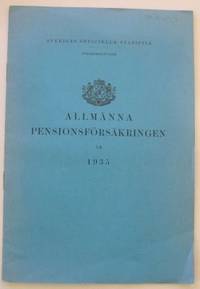 SVERIGES OFFICIELLA STATISTIK
ALLMÄNNA
PENSIONSFÖRSÄKRINGEN
ÅR
1935